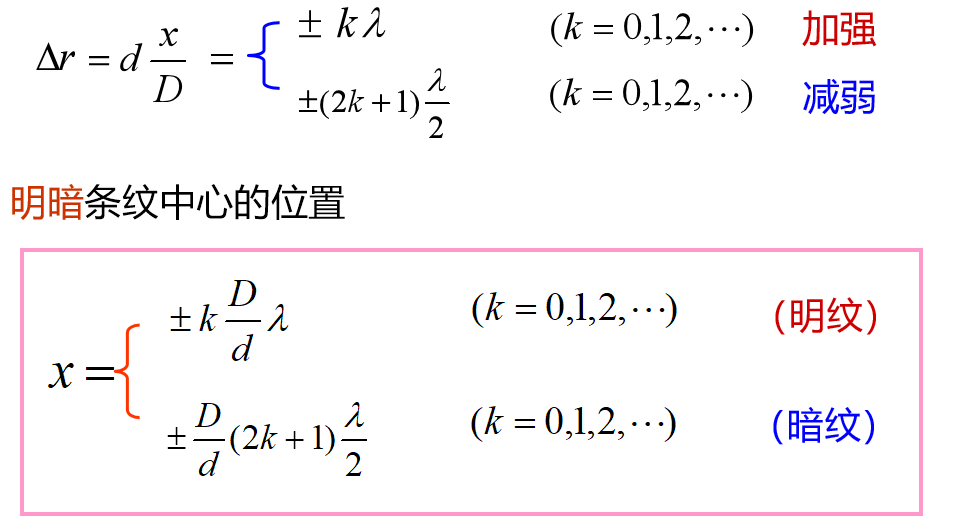 Δr = d x/D = { ± kλ (k = 0,1,2,⋯) 加强
±(2k+1) λ/2 (k = 0,1,2,⋯) 减弱
明暗条纹中心的位置
x = { ± k D/d λ (k = 0,1,2,⋯) (明纹)
± D/d (2k+1) λ/2 (k = 0,1,2,⋯) (暗纹)